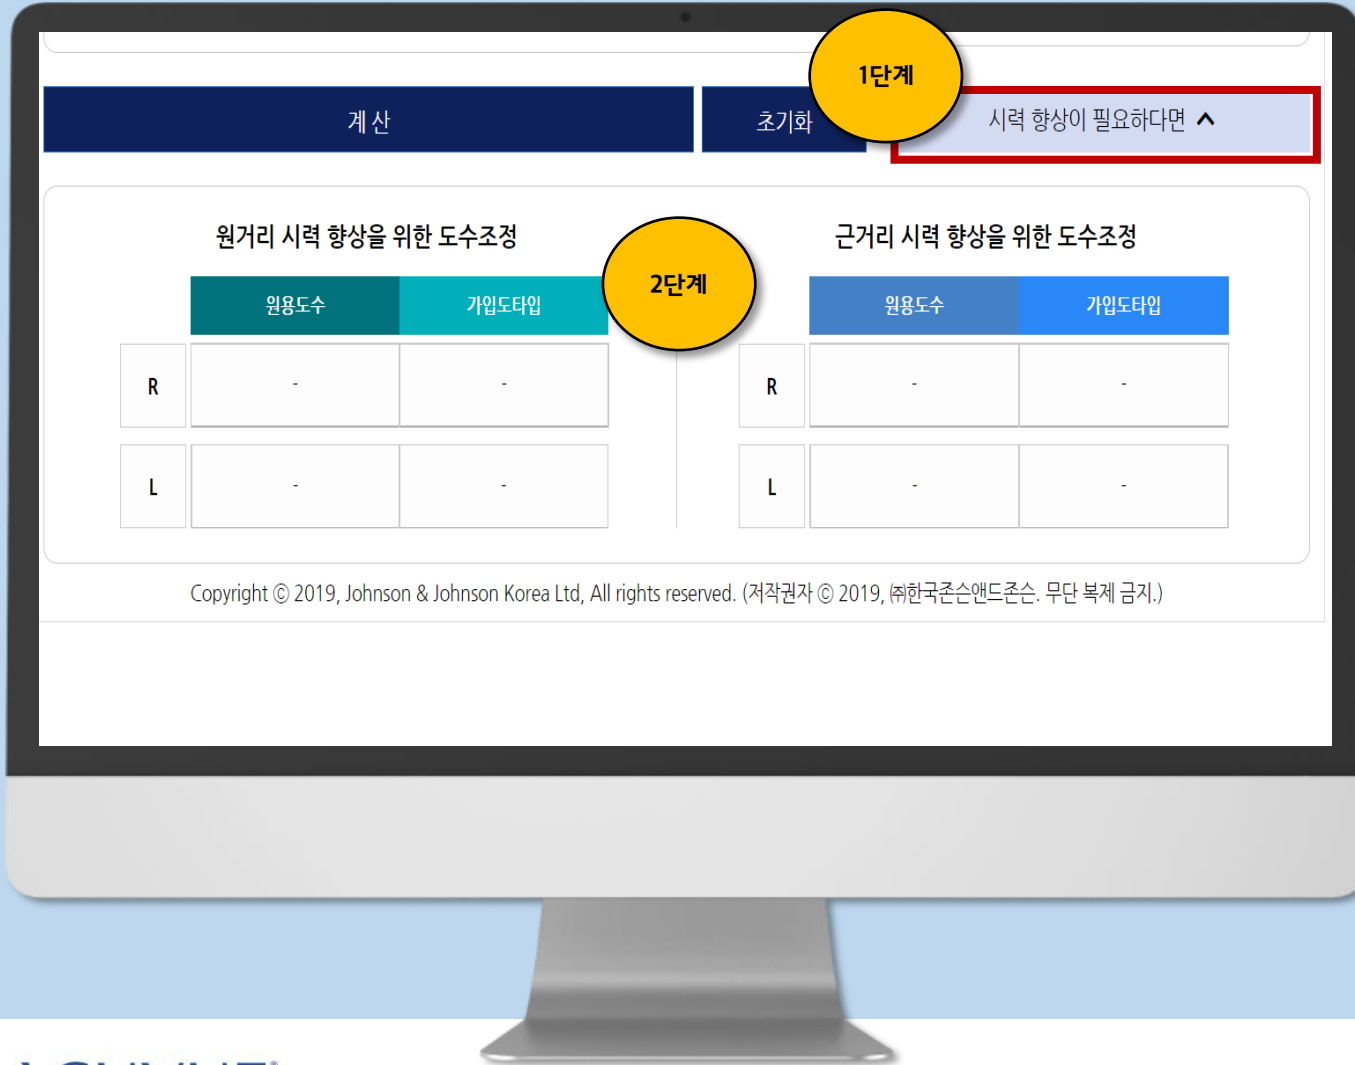 1단계
계산
초기화
시력 향상이 필요하다면
원거리 시력 향상을 위한 도수조정
2단계
근거리 시력 향상을 위한 도수조정
원용도수 가입도타입
원용도수 가입도타입
R - -
R - -
L - -
L - -
Copyright ⓒ 2019, Johnson & Johnson Korea Ltd, All rights reserved. (저작권자 ⓒ 2019, ㈜한국존슨앤드존슨. 무단 복제 금지.)